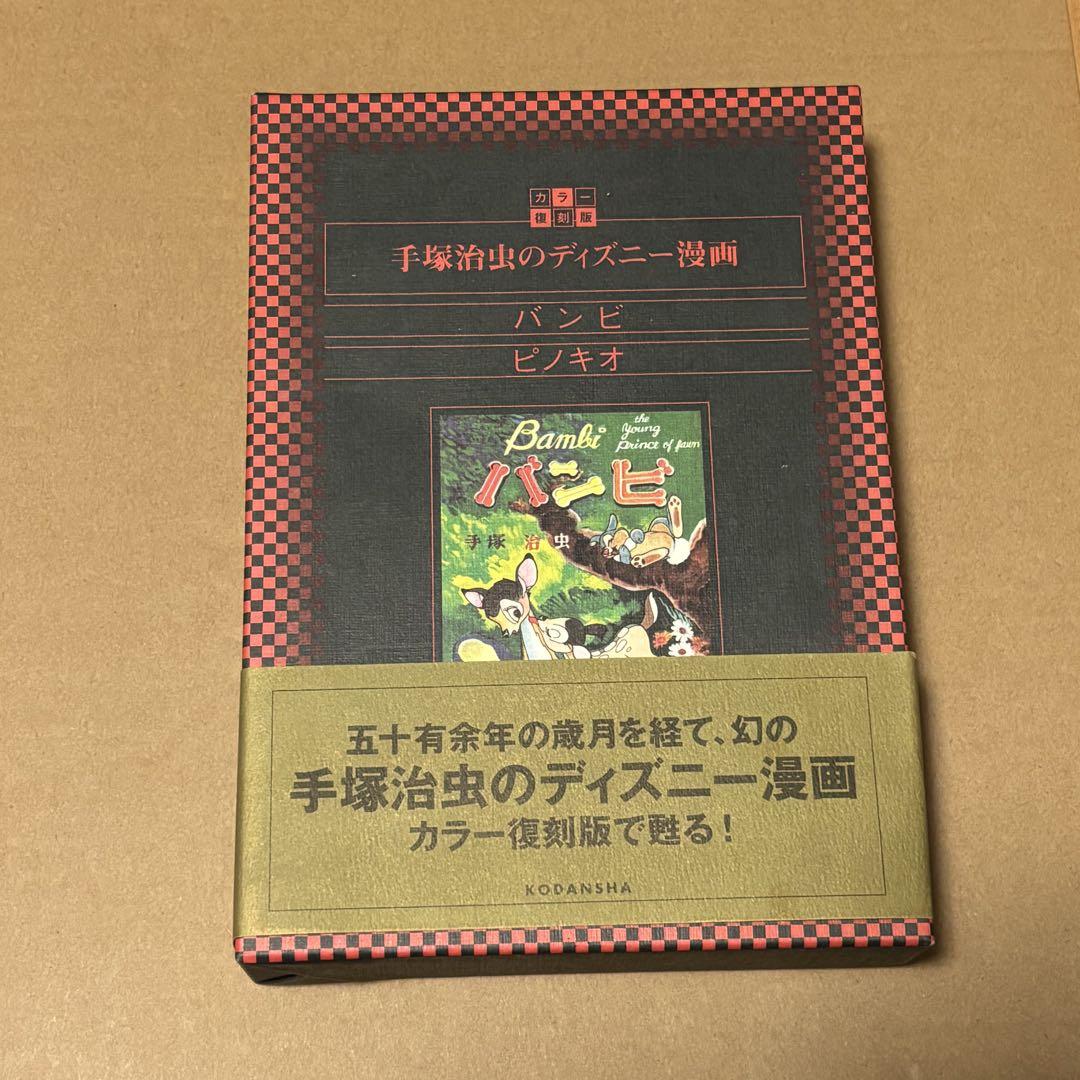 カラー
復刻版
手塚治虫のディズニー漫画
バンビ
ピノキオ
Bambi
the
Young
prince of fawn
バンビ
手塚 治虫
五十有余年の歳月を経て、幻の
手塚治虫のディズニー漫画
カラー復刻版で甦る!
KODANSHA